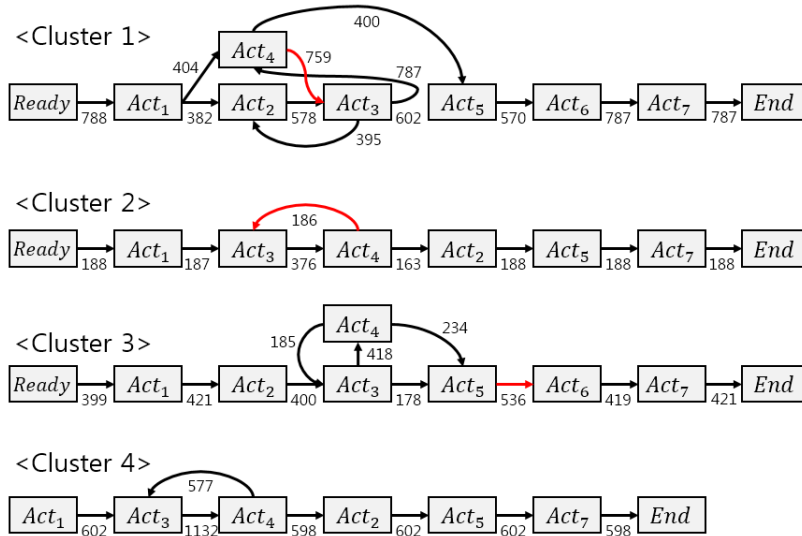 <Cluster 1>
400
Act4
759
404
787
Ready
Act1
Act2
Act3
Act5
Act6
Act7
End
788
382
578
602
570
787
787
395
<Cluster 2>
186
Ready
Act1
Act3
Act4
Act2
Act5
Act7
End
188
187
376
163
188
188
188
<Cluster 3>
Act4
185
234
418
Ready
Act1
Act2
Act3
Act5
Act6
Act7
End
399
421
400
178
536
419
421
<Cluster 4>
577
Act1
Act3
Act4
Act2
Act5
Act7
End
602
1132
598
602
602
598